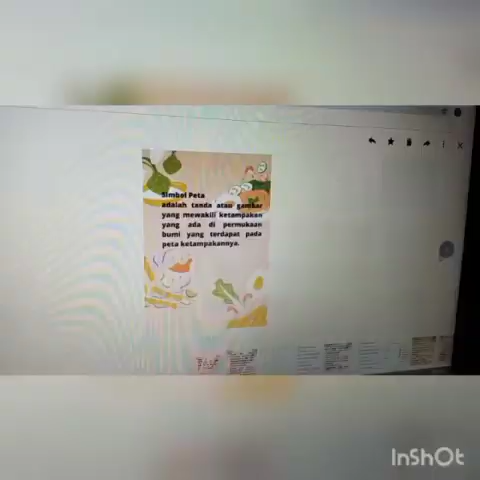 Simbol Peta
adalah tanda atau gambar
yang mewakili ketampakan
yang ada di permukaan
bumi yang terdapat pada
peta ketampakannya.
InShOt